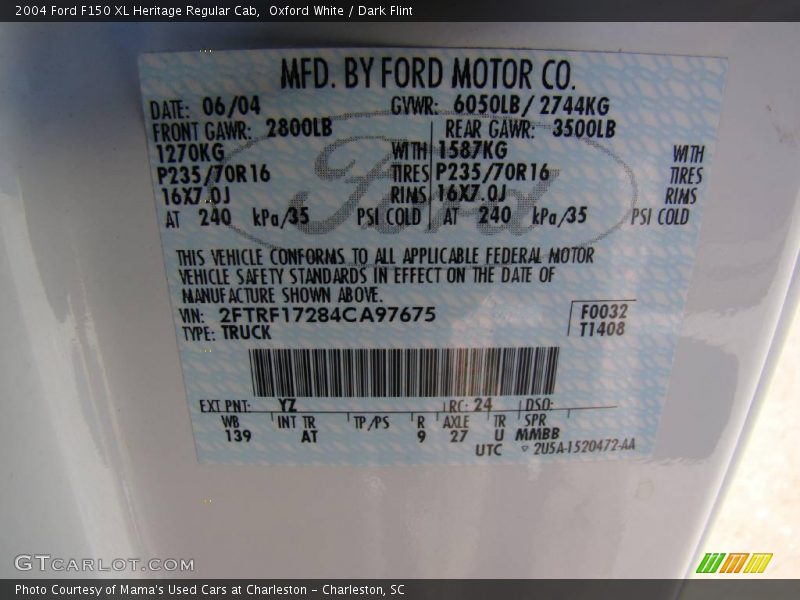 2004 Ford F150 XL Heritage Regular Cab,  Oxford White / Dark Flint
MFD. BY FORD MOTOR CO.
DATE: 06/04 GVWR: 6050LB/ 2744KG
FRONT GAWR: 2800LB REAR GAWR: 3500LB
1270KG WITH 1587KG WITH
P235/70R16 TIRES P235/70R16 TIRES
16X7.0J RIMS 16X7.0J RIMS
AT 240 kPa/35 PSI COLD AT 240 kPa/35 PSI COLD
Ford
THIS VEHICLE CONFORMS TO ALL APPLICABLE FEDERAL MOTOR
VEHICLE SAFETY STANDARDS IN EFFECT ON THE DATE OF
MANUFACTURE SHOWN ABOVE.
VIN: 2FTRF17284CA97675 F0032
TYPE: TRUCK T1408
EXT PNT: YZ RC: 24 DSO:
WB INT TR TP/PS R AXLE TR SPR
139 AT 9 27 U MMBB
UTC ▽ 2U5A-1520472-AA
GTCARLOT.COM
Photo Courtesy of Mama's Used Cars at Charleston - Charleston, SC